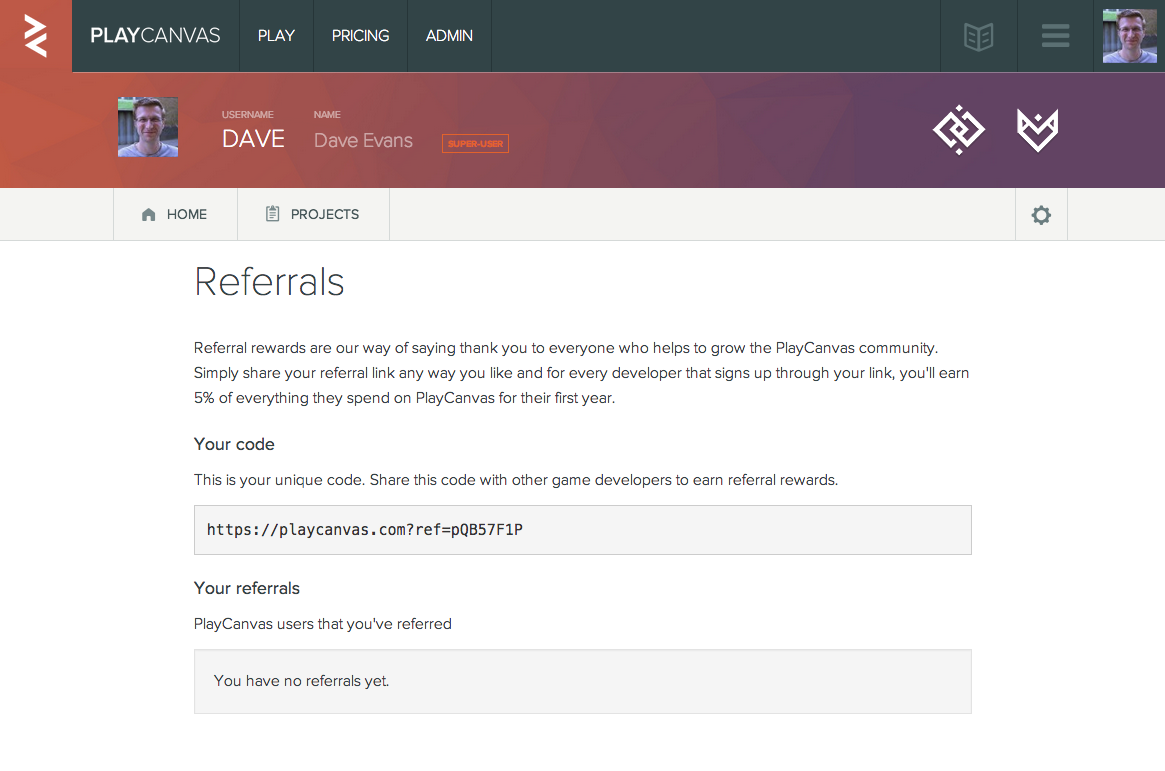 PLAYCANVAS PLAY PRICING ADMIN
USERNAME NAME
DAVE Dave Evans SUPER-USER
HOME PROJECTS
Referrals
Referral rewards are our way of saying thank you to everyone who helps to grow the PlayCanvas community.
Simply share your referral link any way you like and for every developer that signs up through your link, you'll earn
5% of everything they spend on PlayCanvas for their first year.
Your code
This is your unique code. Share this code with other game developers to earn referral rewards.
https://playcanvas.com?ref=pQB57F1P
Your referrals
PlayCanvas users that you've referred
You have no referrals yet.